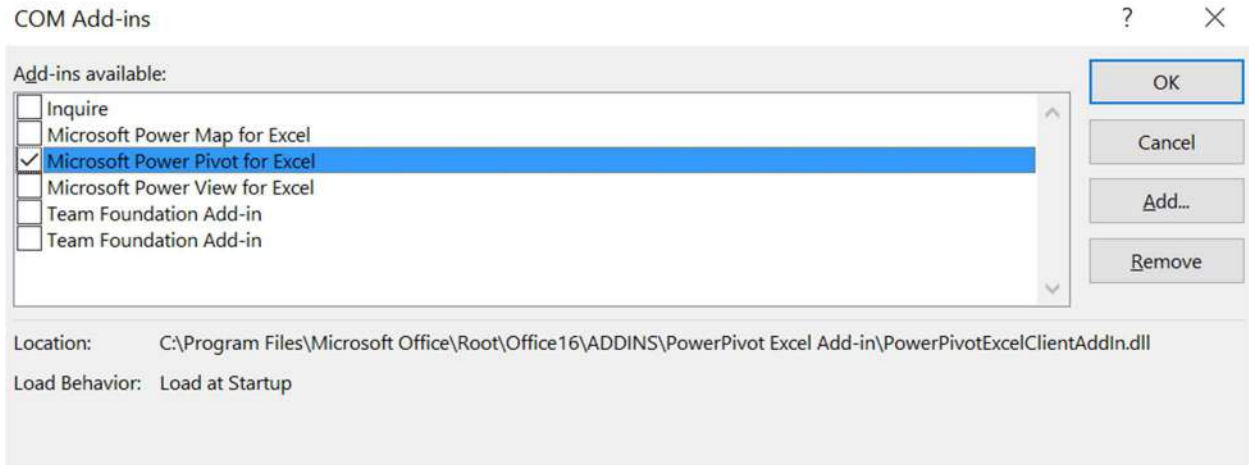 COM Add-ins ? ×
Add-ins available:
Inquire
Microsoft Power Map for Excel
Microsoft Power Pivot for Excel
Microsoft Power View for Excel
Team Foundation Add-in
Team Foundation Add-in
OK
Cancel
Add...
Remove
Location: C:\Program Files\Microsoft Office\Root\Office16\ADDINS\PowerPivot Excel Add-in\PowerPivotExcelClientAddIn.dll
Load Behavior: Load at Startup